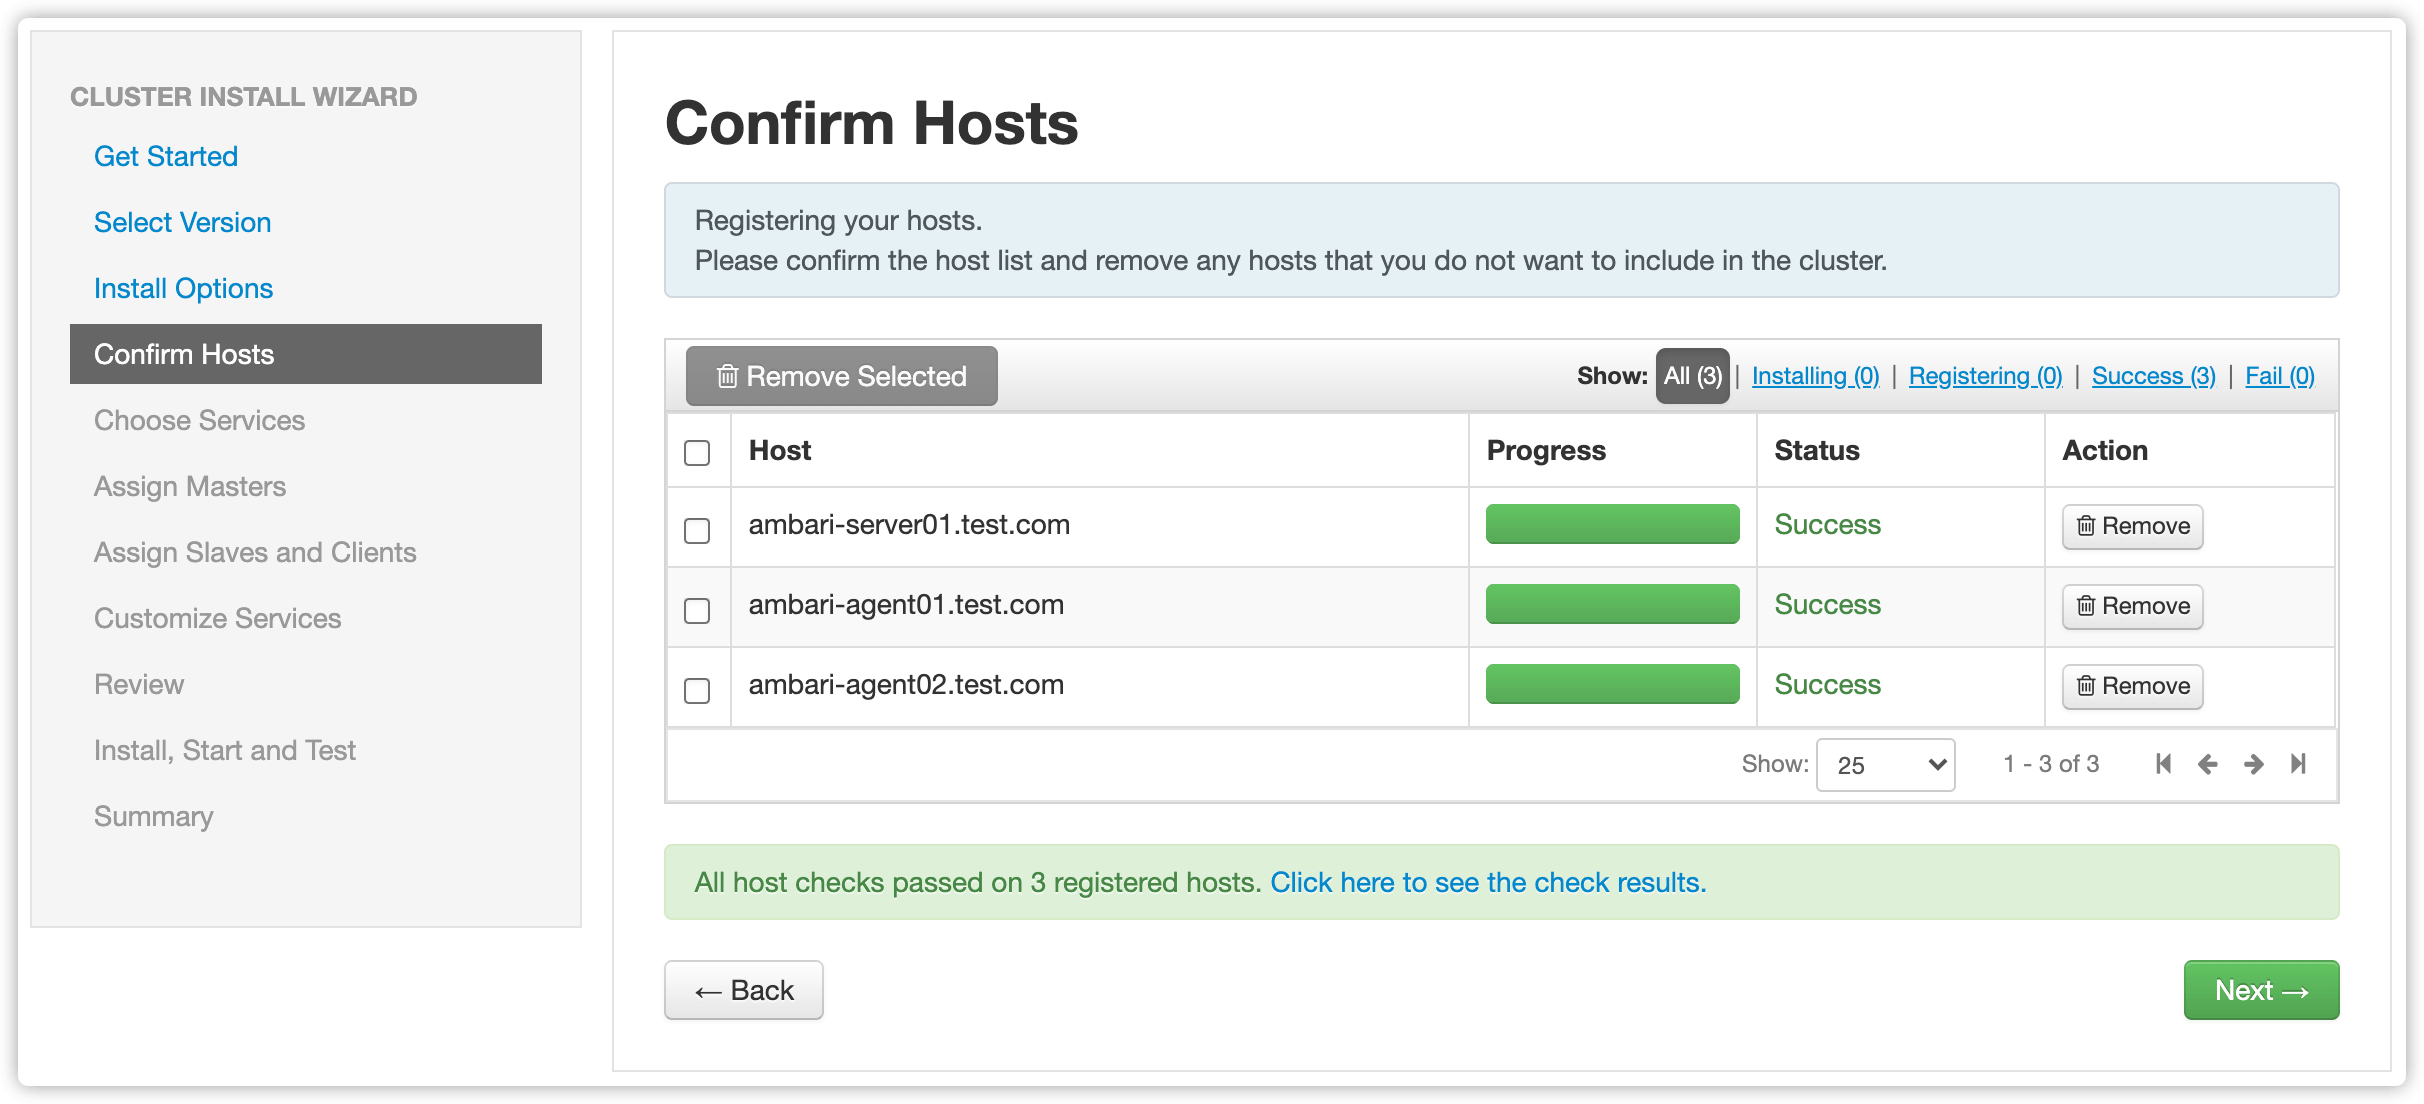 CLUSTER INSTALL WIZARD
Get Started
Select Version
Install Options
Confirm Hosts
Choose Services
Assign Masters
Assign Slaves and Clients
Customize Services
Review
Install, Start and Test
Summary
Confirm Hosts
Registering your hosts.
Please confirm the host list and remove any hosts that you do not want to include in the cluster.
Remove Selected Show: All (3) | Installing (0) | Registering (0) | Success (3) | Fail (0)
Host Progress Status Action
ambari-server01.test.com Success Remove
ambari-agent01.test.com Success Remove
ambari-agent02.test.com Success Remove
Show: 25 1 - 3 of 3
All host checks passed on 3 registered hosts. Click here to see the check results.
← Back Next →